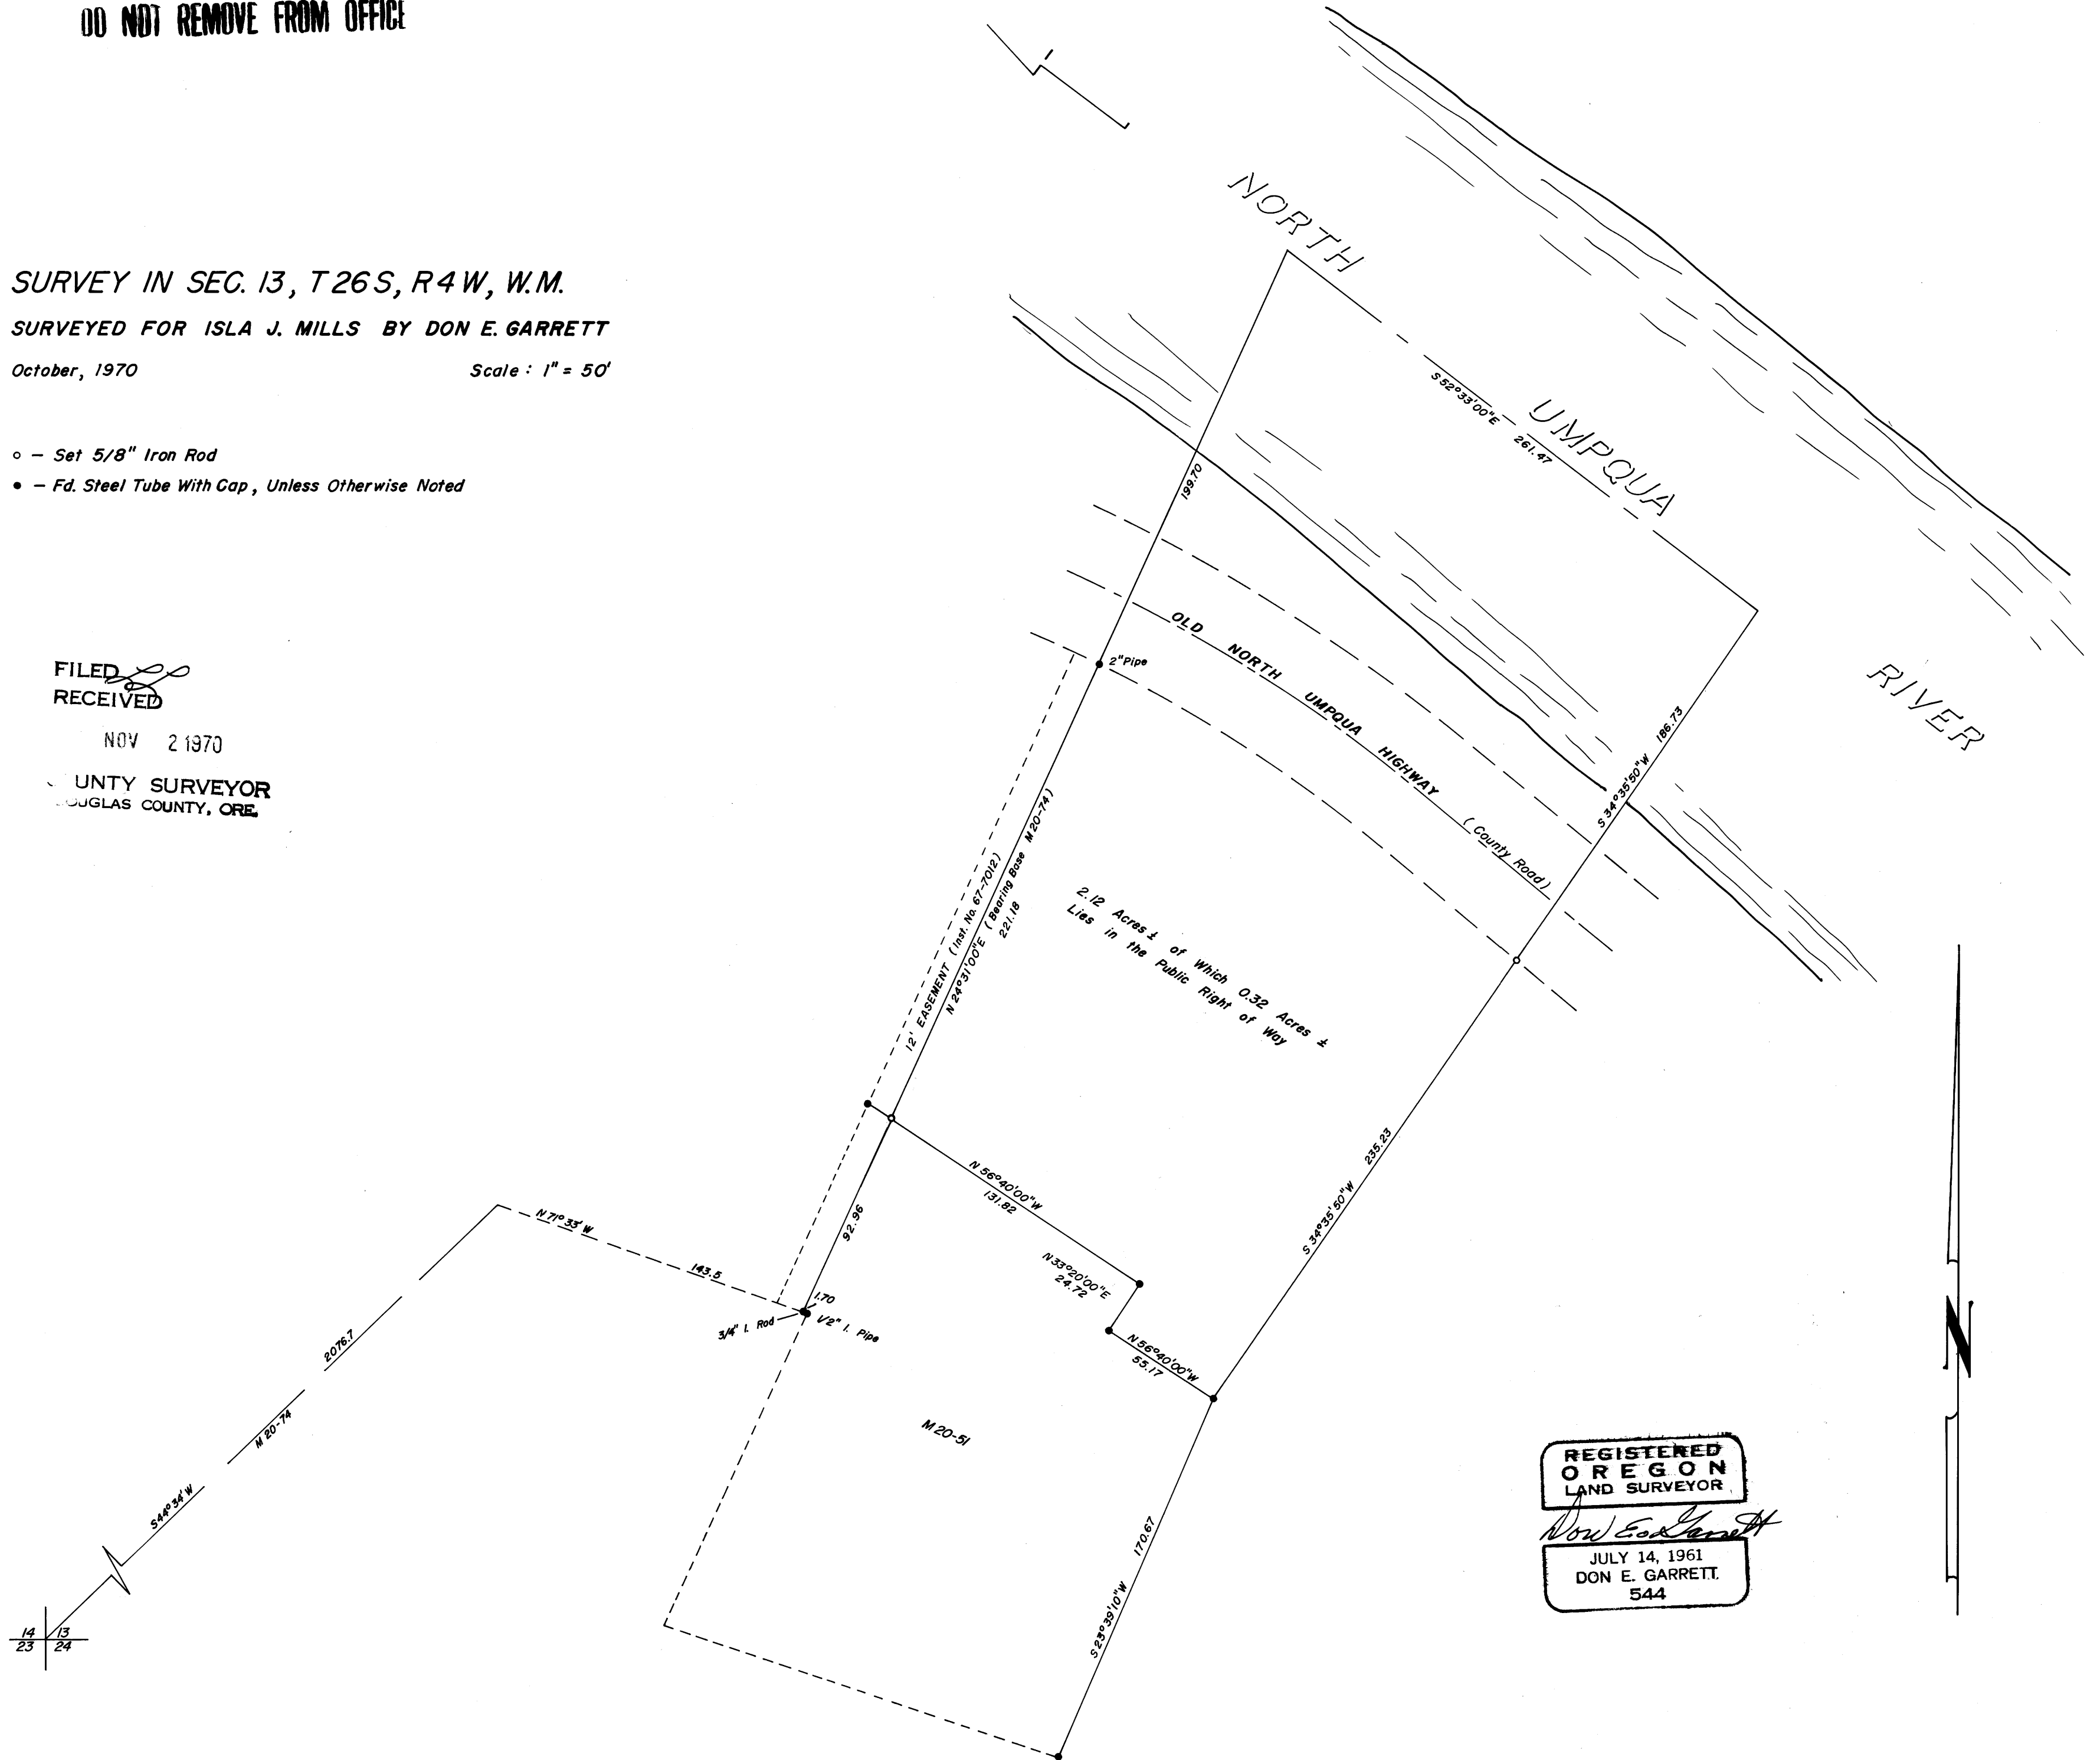 DO NOT REMOVE FROM OFFICE
SURVEY IN SEC. 13, T 26 S, R 4 W, W.M.
SURVEYED FOR ISLA J. MILLS BY DON E. GARRETT
October, 1970
Scale : 1" = 50'
o – Set 5/8" Iron Rod
• – Fd. Steel Tube With Cap, Unless Otherwise Noted
FILED
RECEIVED
NOV 2 1970
UNTY SURVEYOR
OUGLAS COUNTY, ORE.
NORTH
UMPQUA
RIVER
S 52°33'00"E 261.47
199.70
2" Pipe
OLD NORTH UMPQUA HIGHWAY (County Road)
S 34°35'50"W 186.73
12' EASEMENT (Inst. No. 67-7012)
N 24°31'00"E (Bearing Base M 20-74)
221.18
2.12 Acres ± of Which 0.32 Acres ±
Lies in the Public Right of Way
S 34°35'50"W 235.23
N 56°40'00"W
131.82
N 33°20'00"E
24.72
N 56°40'00"W
55.17
92.96
N 71°33'W
143.5
1.70
3/4" I. Rod
1/2" I. Pipe
2076.7
M 20-74
S 44°34'W
M 20-51
S 23°39'10"W 170.67
14 13
23 24
N
REGISTERED
OREGON
LAND SURVEYOR
Don E. Garrett
JULY 14, 1961
DON E. GARRETT
544